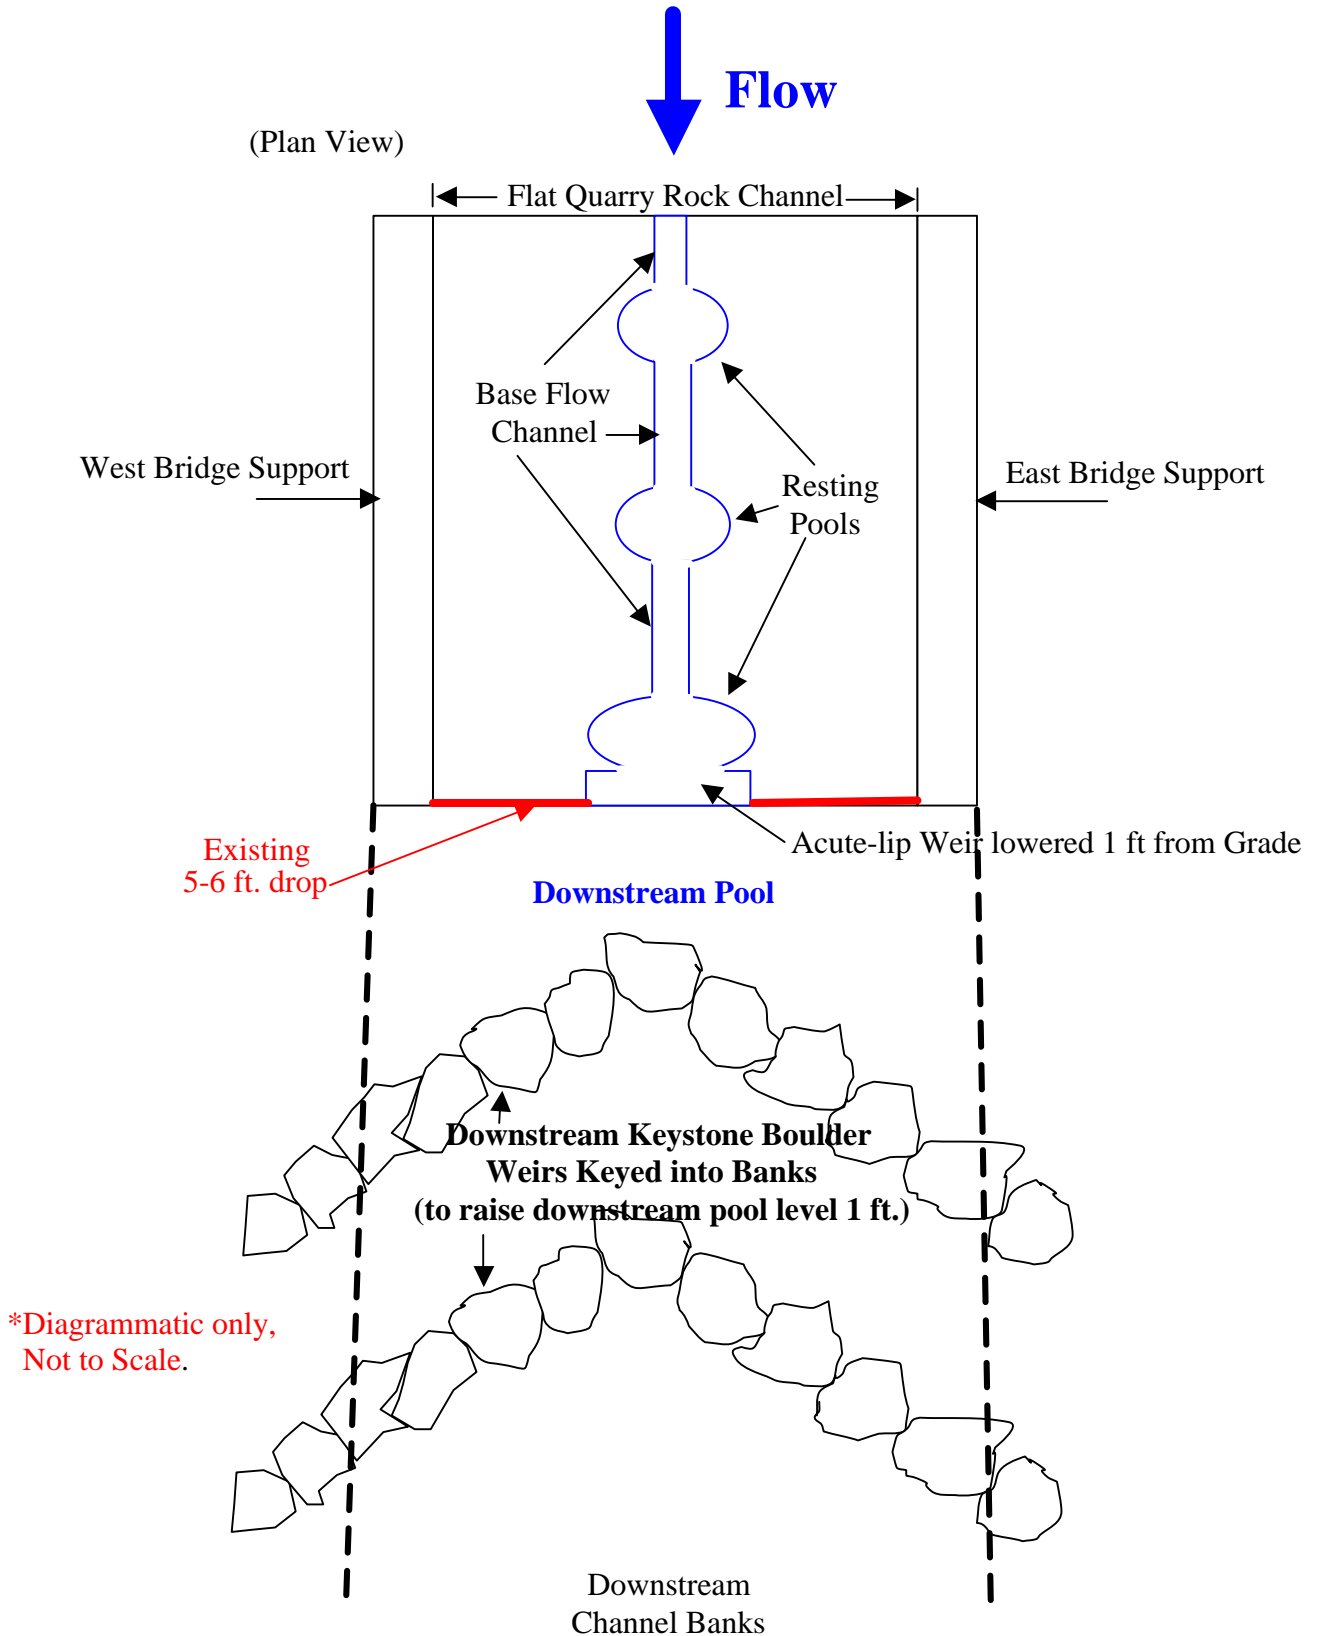 Flow
(Plan View)
Flat Quarry Rock Channel
Base Flow
Channel
West Bridge Support
East Bridge Support
Resting
Pools
Existing
5-6 ft. drop
Acute-lip Weir lowered 1 ft from Grade
Downstream Pool
Downstream Keystone Boulder
Weirs Keyed into Banks
(to raise downstream pool level 1 ft.)
*Diagrammatic only,
Not to Scale.
Downstream
Channel Banks